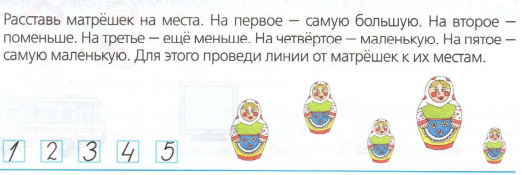 Расставь матрёшек на места. На первое – самую большую. На второе –
поменьше. На третье – ещё меньше. На четвёртое – маленькую. На пятое –
самую маленькую. Для этого проведи линии от матрёшек к их местам.
1 2 3 4 5